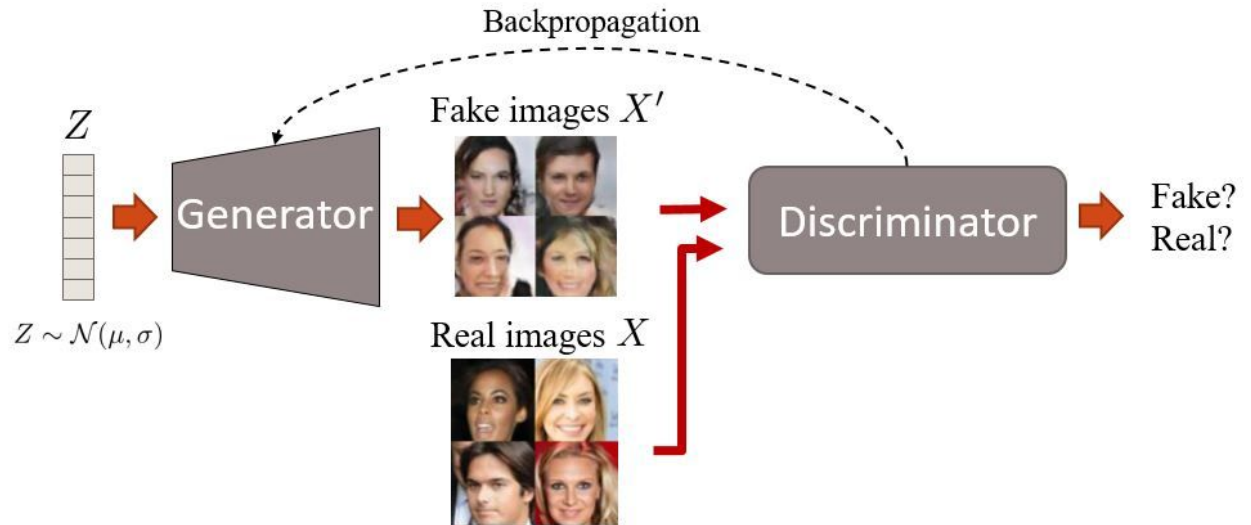 Backpropagation
Z
Fake images X′
Generator
Discriminator
Fake?
Real?
Z ∼ 𝒩(μ, σ)
Real images X